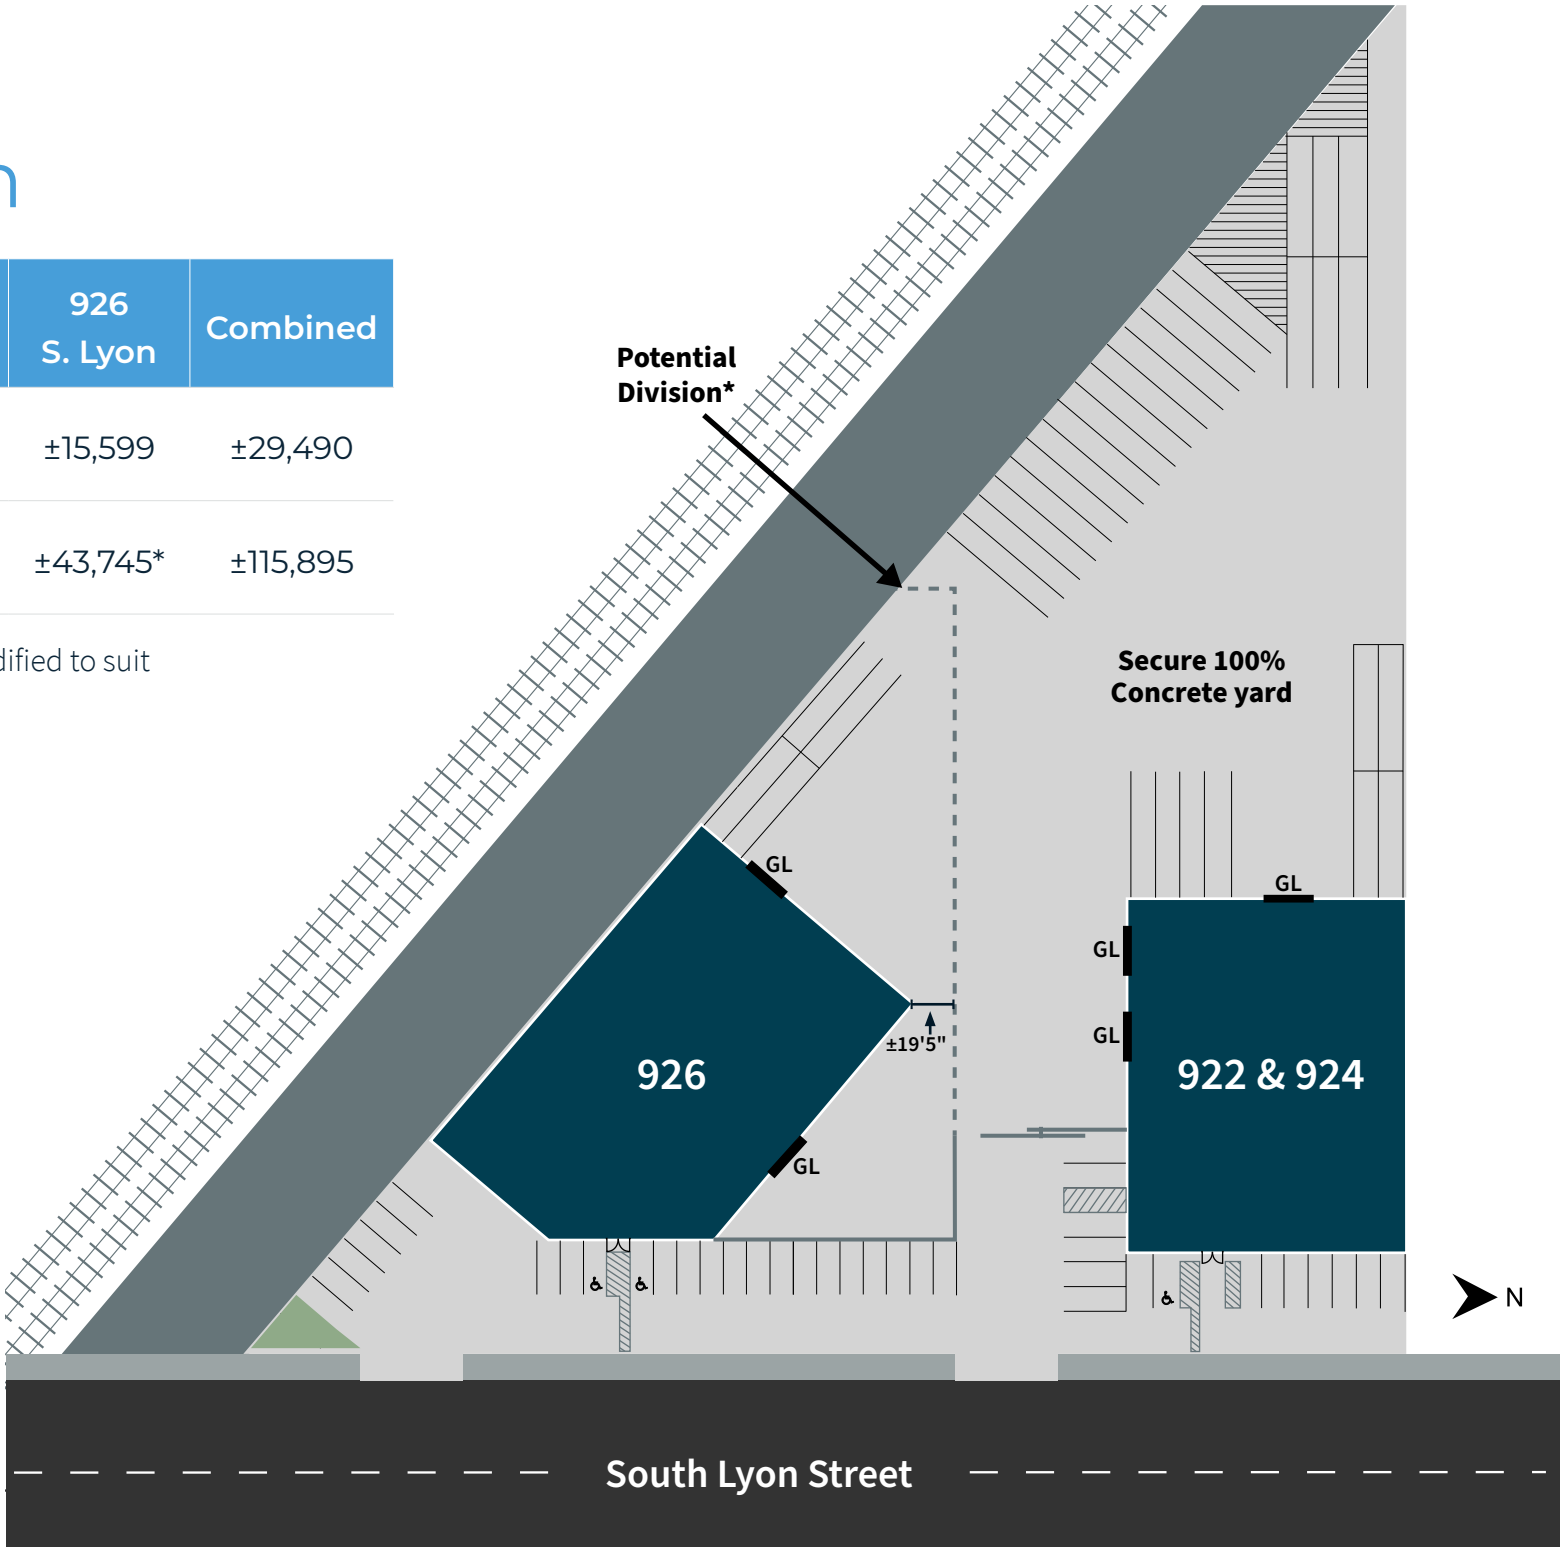 n
926
S. Lyon
Combined
±15,599
±29,490
±43,745*
±115,895
dified to suit
Potential
Division*
Secure 100%
Concrete yard
GL
GL
GL
GL
±19'5"
926
922 & 924
GL
N
South Lyon Street